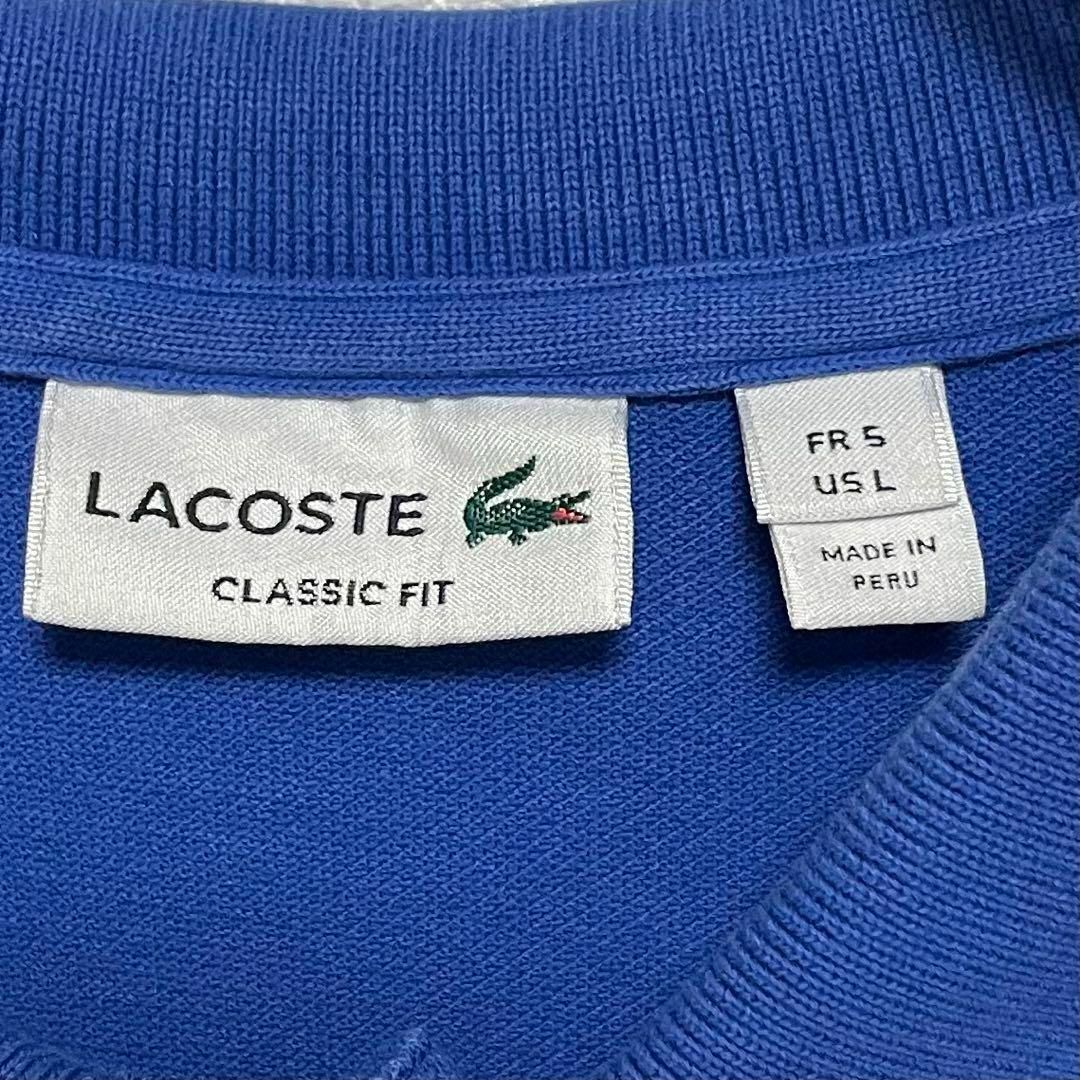 LACOSTE
CLASSIC FIT
FR 5
US L
MADE IN
PERU